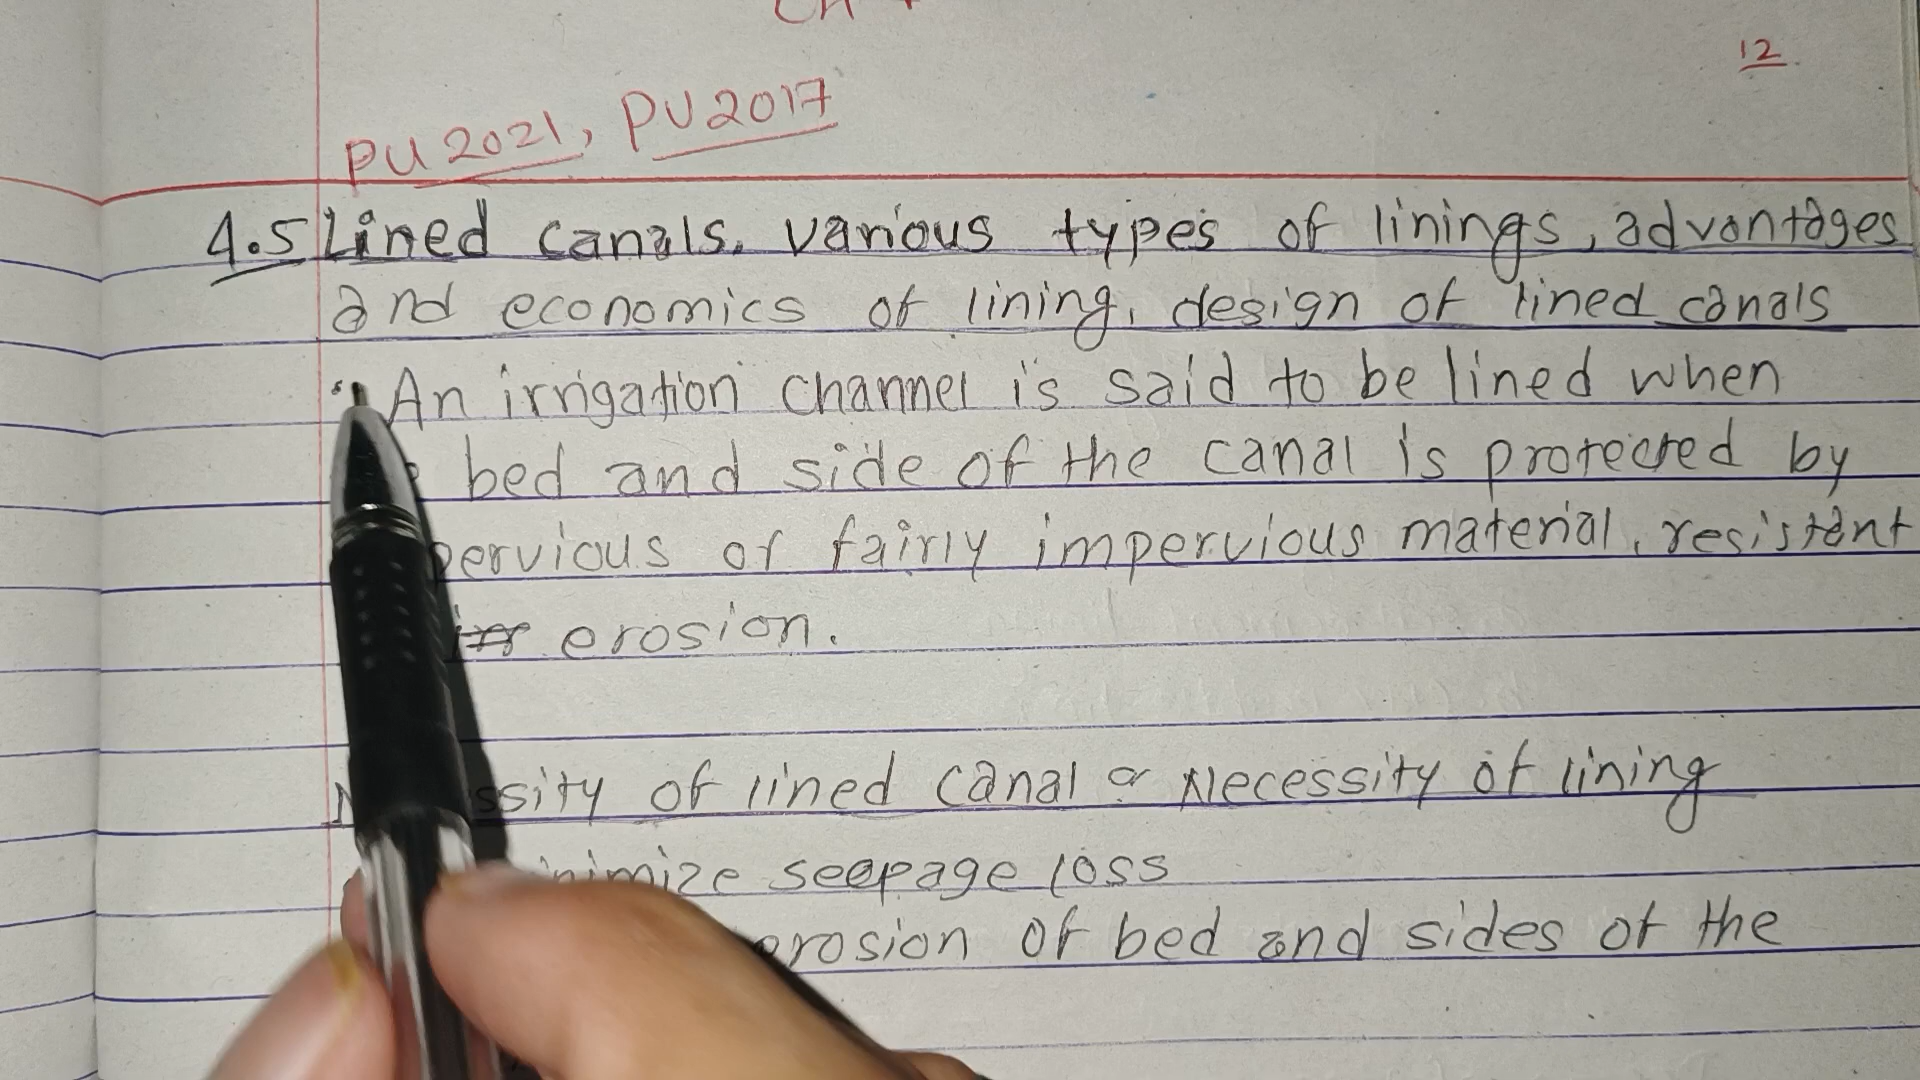 12
PU 2021, PU 2017
4.5 Lined canals, various types of linings, advantages
and economics of lining, design of lined canals
An irrigation channel is said to be lined when
bed and side of the canal is protected by
pervious or fairly impervious material, resistant
erosion.
of lined canal or Necessity of lining
seepage loss
erosion of bed and sides of the